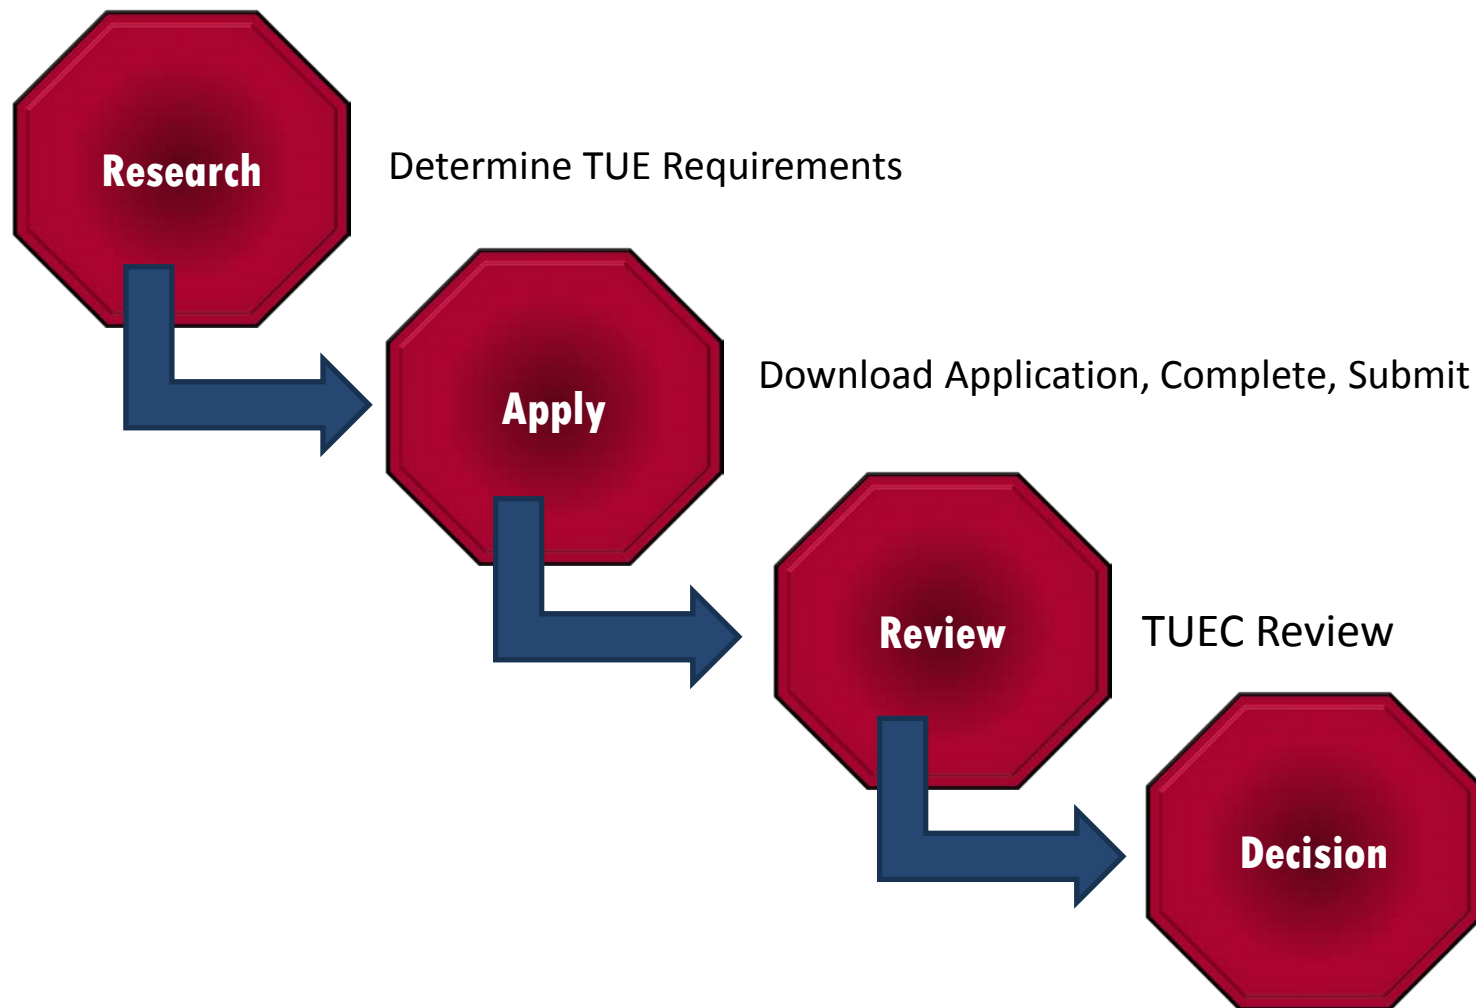 Research
Determine TUE Requirements
Apply
Download Application, Complete, Submit
Review
TUEC Review
Decision